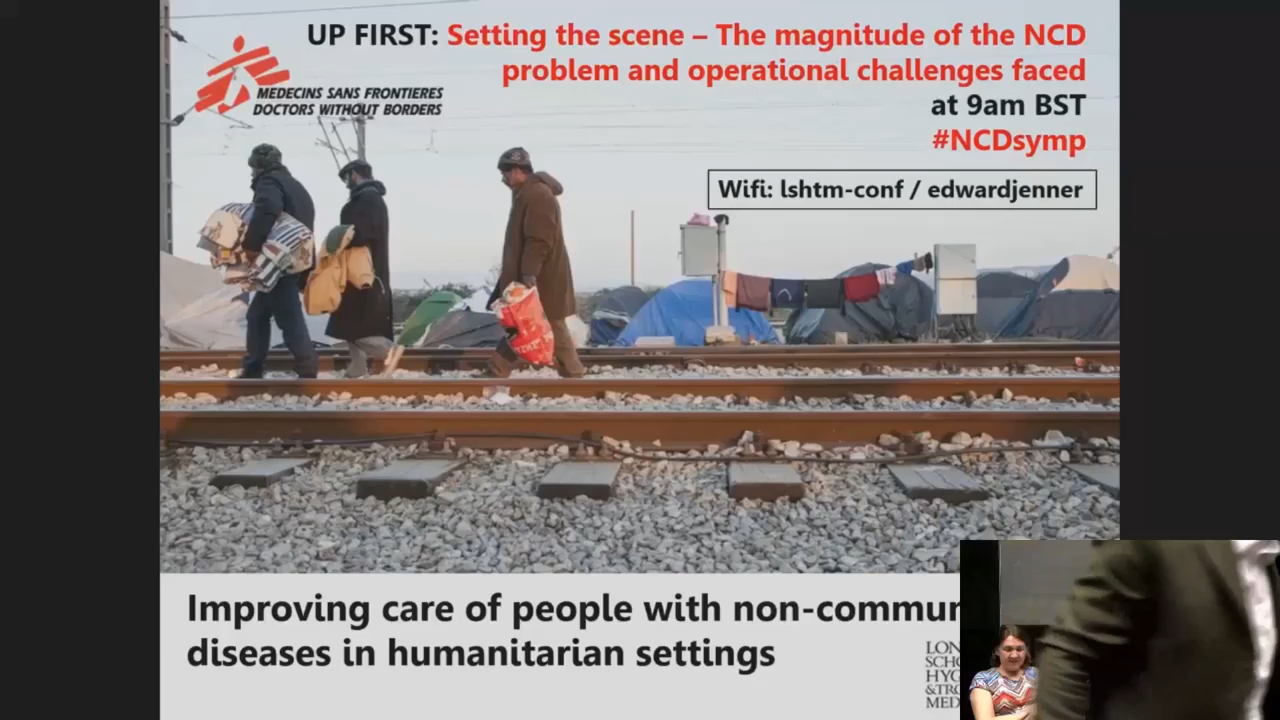 UP FIRST: Setting the scene – The magnitude of the NCD
problem and operational challenges faced
at 9am BST
#NCDsymp
MEDECINS SANS FRONTIERES
DOCTORS WITHOUT BORDERS
Wifi: lshtm-conf / edwardjenner
Improving care of people with non-commun
diseases in humanitarian settings
LON
SCHO
HYG
&TRO
MED